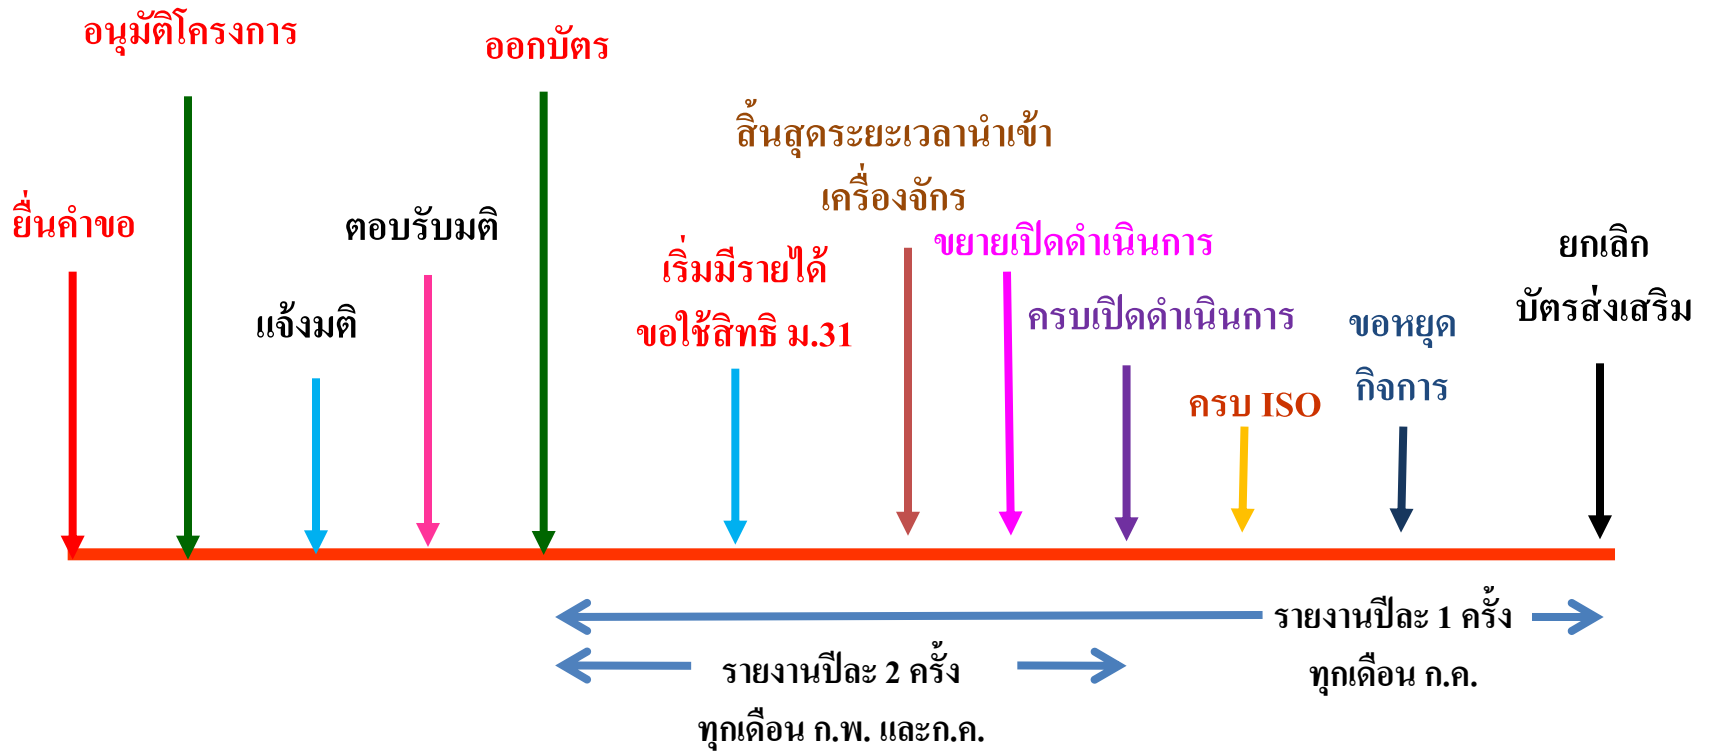 อนุมัติโครงการ
ออกบัตร
สิ้นสุดระยะเวลานำเข้า
เครื่องจักร
ยื่นคำขอ
ตอบรับมติ
ขยายเปิดดำเนินการ
ยกเลิก
บัตรส่งเสริม
เริ่มมีรายได้
ขอใช้สิทธิ ม.31
แจ้งมติ
ครบเปิดดำเนินการ
ขอหยุด
กิจการ
ครบ ISO
รายงานปีละ 1 ครั้ง
ทุกเดือน ก.ค.
รายงานปีละ 2 ครั้ง
ทุกเดือน ก.พ. และก.ค.